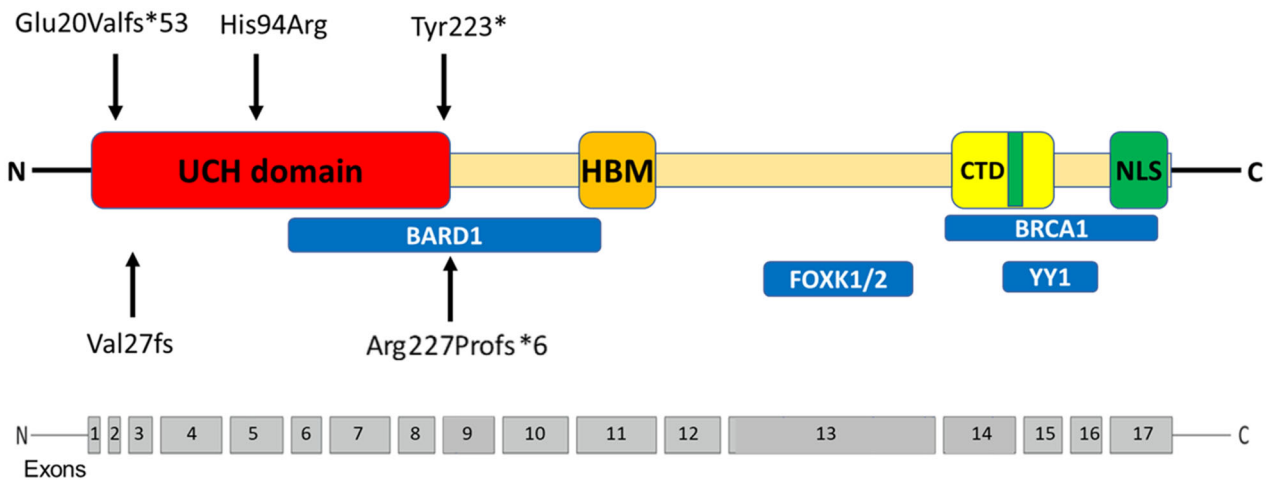 Glu20Valfs*53 His94Arg Tyr223*
N UCH domain HBM CTD NLS C
BARD1 BRCA1
FOXK1/2 YY1
Val27fs Arg227Profs*6
N 1 2 3 4 5 6 7 8 9 10 11 12 13 14 15 16 17 C
Exons